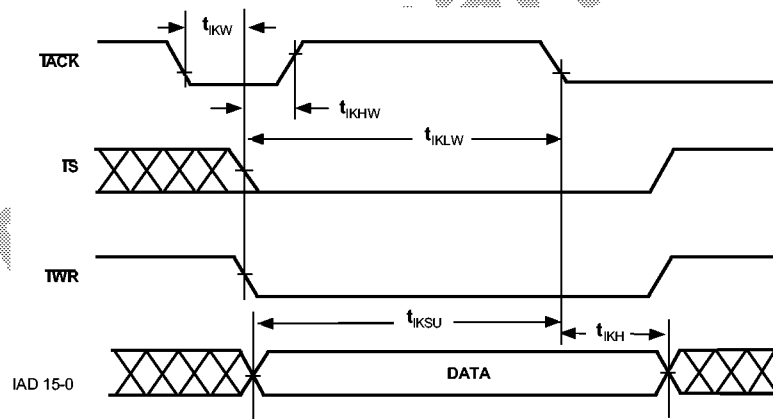 tIKW
IACK
tIKHW
tIKLW
IS
IWR
tIKSU
tIKH
IAD 15-0
DATA